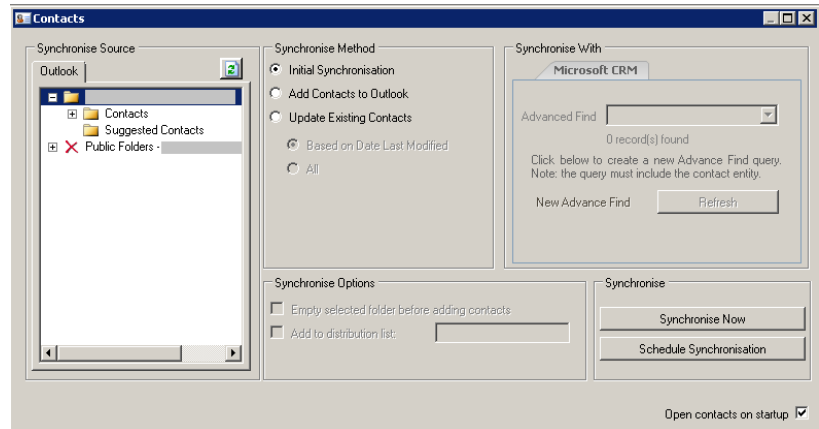 Contacts
Synchronise Source
Outlook
Contacts
Suggested Contacts
Public Folders -
Synchronise Method
Initial Synchronisation
Add Contacts to Outlook
Update Existing Contacts
Based on Date Last Modified
All
Synchronise With
Microsoft CRM
Advanced Find
0 record(s) found
Click below to create a new Advance Find query.
Note: the query must include the contact entity.
New Advance Find
Refresh
Synchronise Options
Empty selected folder before adding contacts
Add to distribution list:
Synchronise
Synchronise Now
Schedule Synchronisation
Open contacts on startup